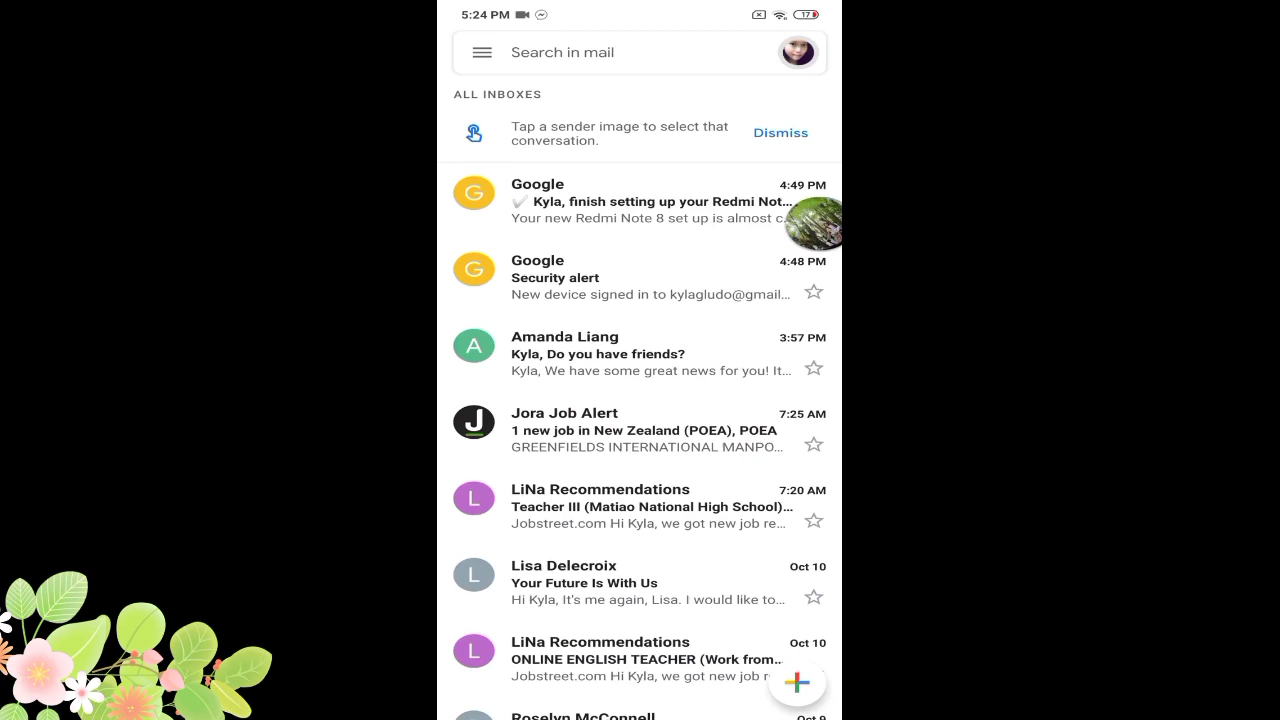 5:24 PM
17
Search in mail
ALL INBOXES
Tap a sender image to select that
conversation.
Dismiss
G
Google
4:49 PM
Kyla, finish setting up your Redmi Not...
Your new Redmi Note 8 set up is almost c
G
Google
4:48 PM
Security alert
New device signed in to kylagludo@gmail...
A
Amanda Liang
3:57 PM
Kyla, Do you have friends?
Kyla, We have some great news for you! It...
J
Jora Job Alert
7:25 AM
1 new job in New Zealand (POEA), POEA
GREENFIELDS INTERNATIONAL MANPO...
L
LiNa Recommendations
7:20 AM
Teacher III (Matiao National High School)...
Jobstreet.com Hi Kyla, we got new job re...
L
Lisa Delecroix
Oct 10
Your Future Is With Us
Hi Kyla, It's me again, Lisa. I would like to...
L
LiNa Recommendations
Oct 10
ONLINE ENGLISH TEACHER (Work from...
Jobstreet.com Hi Kyla, we got new job r
Roselyn McConnell
Oct 9